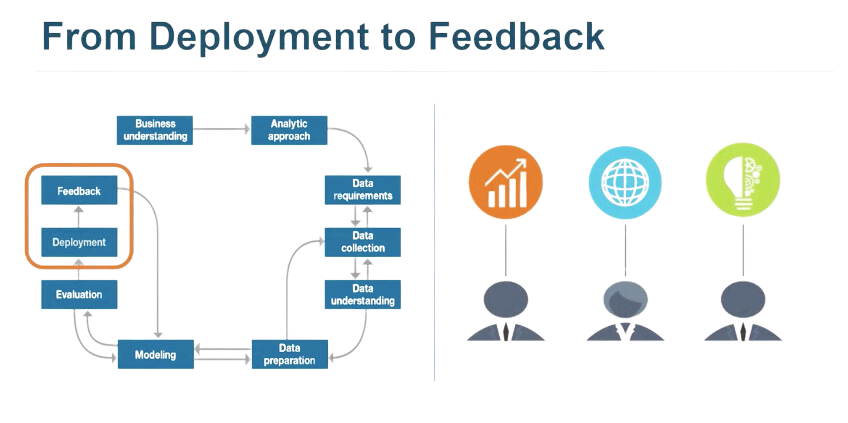 From Deployment to Feedback
Business
understanding
Analytic
approach
Feedback
Data
requirements
Deployment
Data
collection
Evaluation
Data
understanding
Modeling
Data
preparation